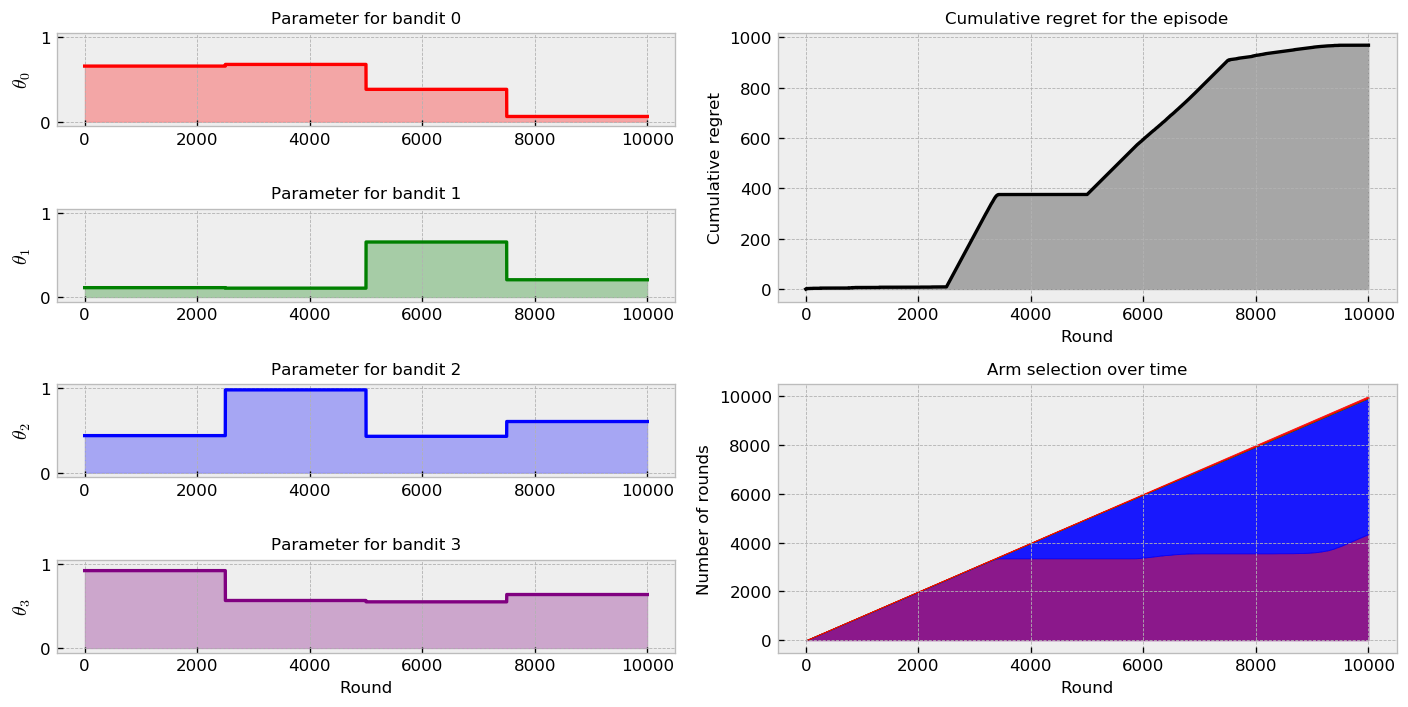 Parameter for bandit 0
1
θ0
0
0 2000 4000 6000 8000 10000
Parameter for bandit 1
1
θ1
0
0 2000 4000 6000 8000 10000
Parameter for bandit 2
1
θ2
0
0 2000 4000 6000 8000 10000
Parameter for bandit 3
1
θ3
0
0 2000 4000 6000 8000 10000
Round
Cumulative regret for the episode
1000
800
600
400
200
0
Cumulative regret
0 2000 4000 6000 8000 10000
Round
Arm selection over time
10000
8000
6000
4000
2000
0
Number of rounds
0 2000 4000 6000 8000 10000
Round